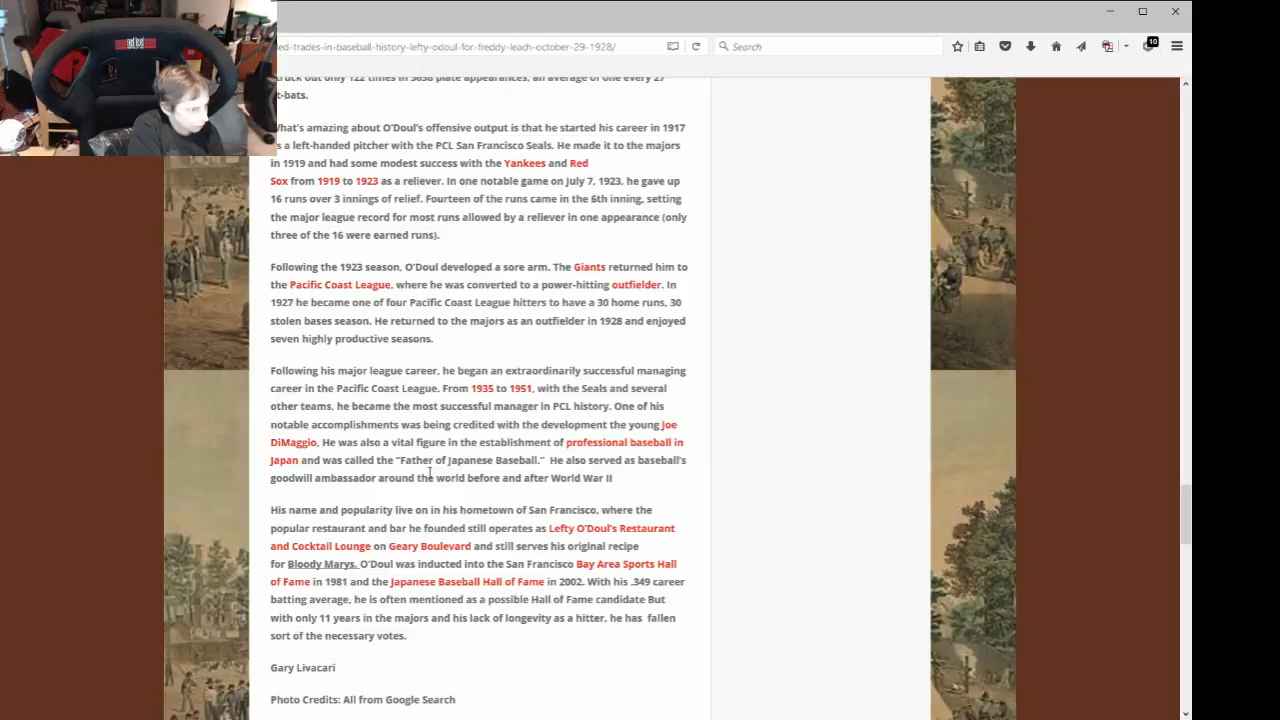 ed-trades-in-baseball-history-lefty-odoul-for-freddy-leach-october-29-1928/
Search
10
truck out only 122 times in 3658 plate appearances, an average of one every 27
t-bats.
What's amazing about O'Doul's offensive output is that he started his career in 1917
s a left-handed pitcher with the PCL San Francisco Seals. He made it to the majors
in 1919 and had some modest success with the Yankees and Red
Sox from 1919 to 1923 as a reliever. In one notable game on July 7, 1923, he gave up
16 runs over 3 innings of relief. Fourteen of the runs came in the 6th inning, setting
the major league record for most runs allowed by a reliever in one appearance (only
three of the 16 were earned runs).
Following the 1923 season, O'Doul developed a sore arm. The Giants returned him to
the Pacific Coast League, where he was converted to a power-hitting outfielder. In
1927 he became one of four Pacific Coast League hitters to have a 30 home runs, 30
stolen bases season. He returned to the majors as an outfielder in 1928 and enjoyed
seven highly productive seasons.
Following his major league career, he began an extraordinarily successful managing
career in the Pacific Coast League. From 1935 to 1951, with the Seals and several
other teams, he became the most successful manager in PCL history. One of his
notable accomplishments was being credited with the development the young Joe
DiMaggio. He was also a vital figure in the establishment of professional baseball in
Japan and was called the “Father of Japanese Baseball.” He also served as baseball's
goodwill ambassador around the world before and after World War II
His name and popularity live on in his hometown of San Francisco, where the
popular restaurant and bar he founded still operates as Lefty O'Doul's Restaurant
and Cocktail Lounge on Geary Boulevard and still serves his original recipe
for Bloody Marys. O'Doul was inducted into the San Francisco Bay Area Sports Hall
of Fame in 1981 and the Japanese Baseball Hall of Fame in 2002. With his .349 career
batting average, he is often mentioned as a possible Hall of Fame candidate But
with only 11 years in the majors and his lack of longevity as a hitter, he has fallen
sort of the necessary votes.
Gary Livacari
Photo Credits: All from Google Search